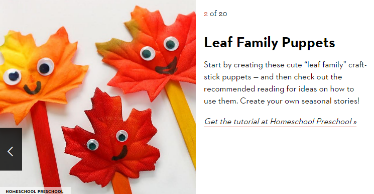 2 of 20
Leaf Family Puppets
Start by creating these cute "leaf family" craft-
stick puppets — and then check out the
recommended reading for ideas on how to
use them. Create your own seasonal stories!
Get the tutorial at Homeschool Preschool »
HOMESCHOOL PRESCHOOL